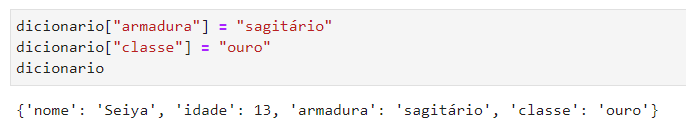 dicionario["armadura"] = "sagitário"
dicionario["classe"] = "ouro"
dicionario
{'nome': 'Seiya', 'idade': 13, 'armadura': 'sagitário', 'classe': 'ouro'}